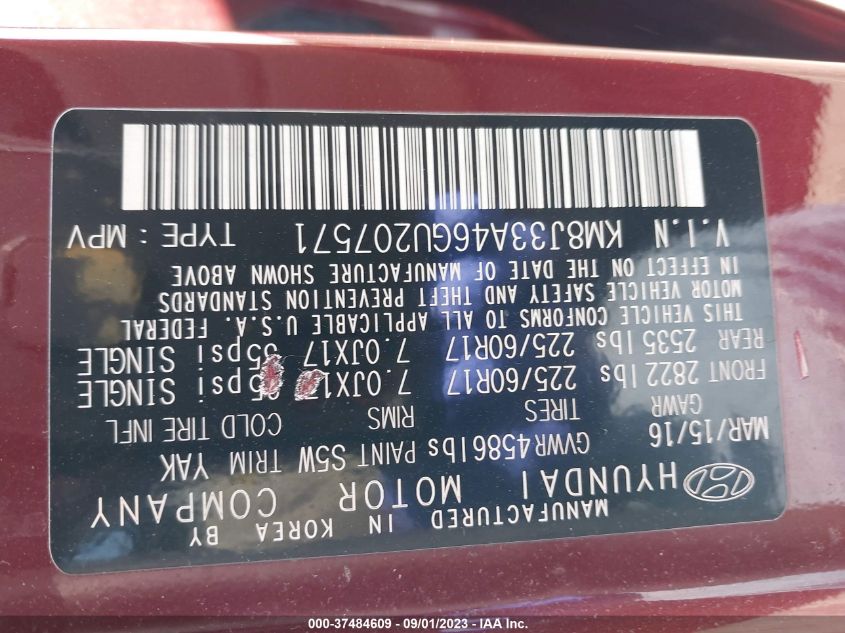 MANUFACTURED IN KOREA BY
HYUNDAI MOTOR COMPANY
GVWR4586lbs PAINT S5W TRIM YAK
MAR/15/16
GAWR TIRES RIMS COLD TIRE INFL
FRONT 2822 lbs 225/60R17 7.0JX17 35psi SINGLE
REAR 2535 lbs 225/60R17 7.0JX17 35psi SINGLE
THIS VEHICLE CONFORMS TO ALL APPLICABLE U.S.A. FEDERAL
MOTOR VEHICLE SAFETY AND THEFT PREVENTION STANDARDS
IN EFFECT ON THE DATE OF MANUFACTURE SHOWN ABOVE
V.I.N KM8J33A46GU207571 TYPE : MPV
000-37484609 - 09/01/2023 - IAA Inc.